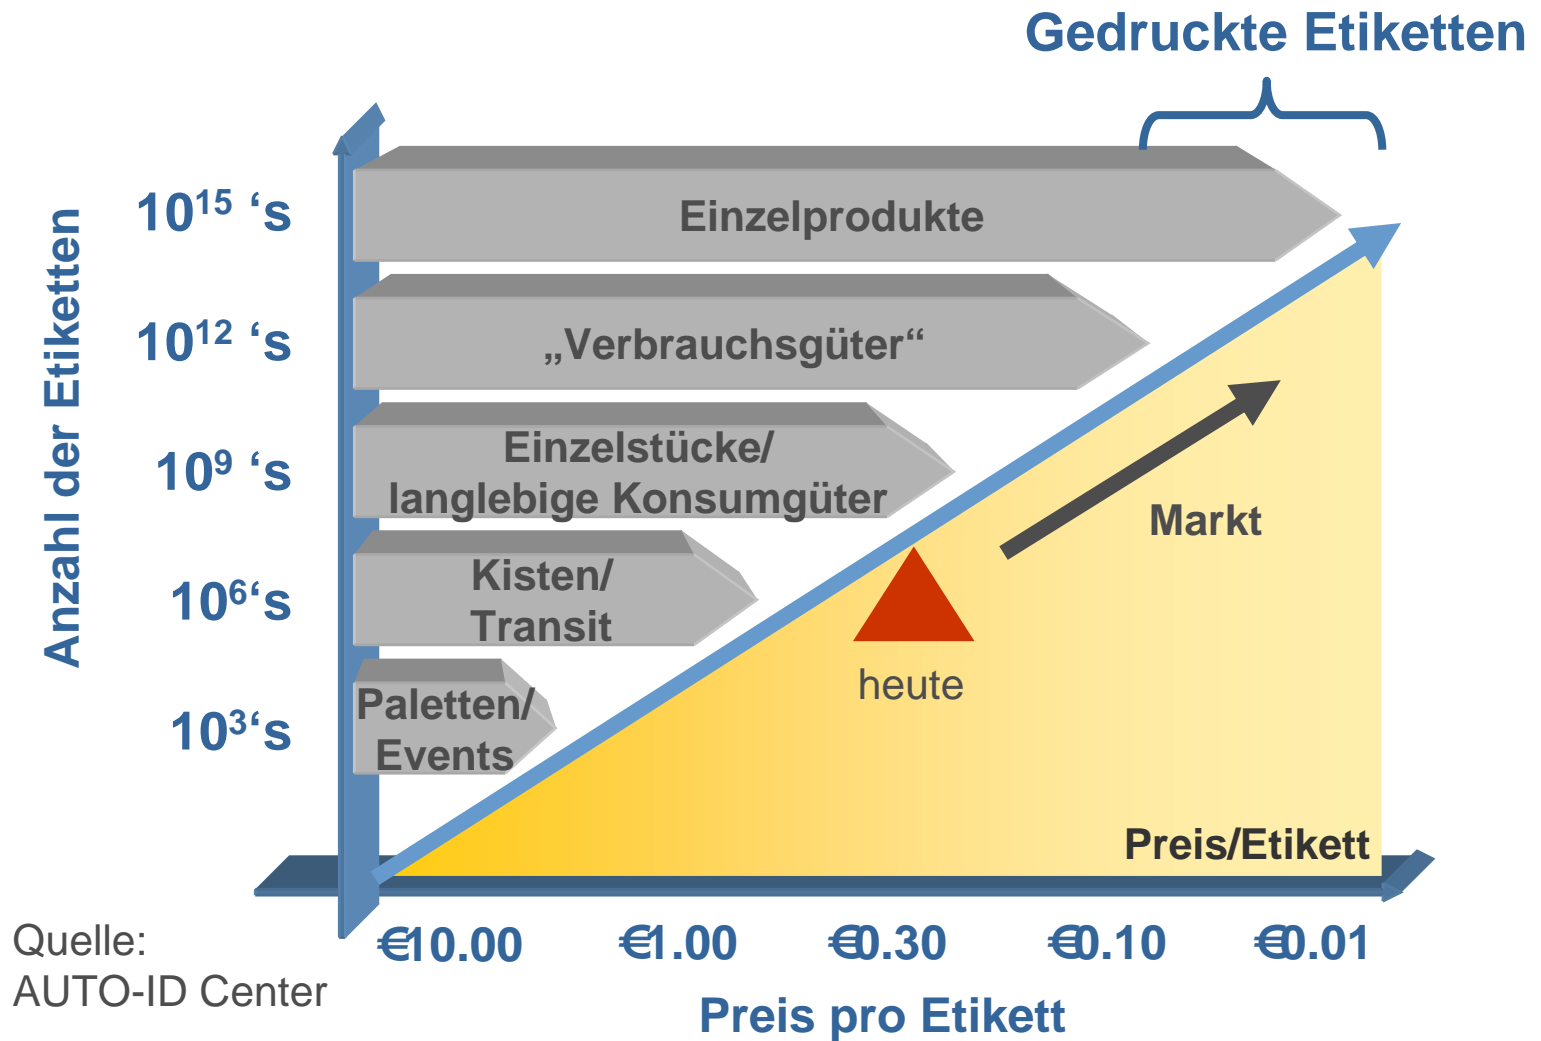 Gedruckte Etiketten
Anzahl der Etiketten
10¹⁵ ‘s
Einzelprodukte
10¹² ‘s
„Verbrauchsgüter“
10⁹ ‘s
Einzelstücke/
langlebige Konsumgüter
Markt
10⁶‘s
Kisten/
Transit
heute
10³‘s
Paletten/
Events
Preis/Etikett
€10.00
€1.00
€0.30
€0.10
€0.01
Preis pro Etikett
Quelle:
AUTO-ID Center